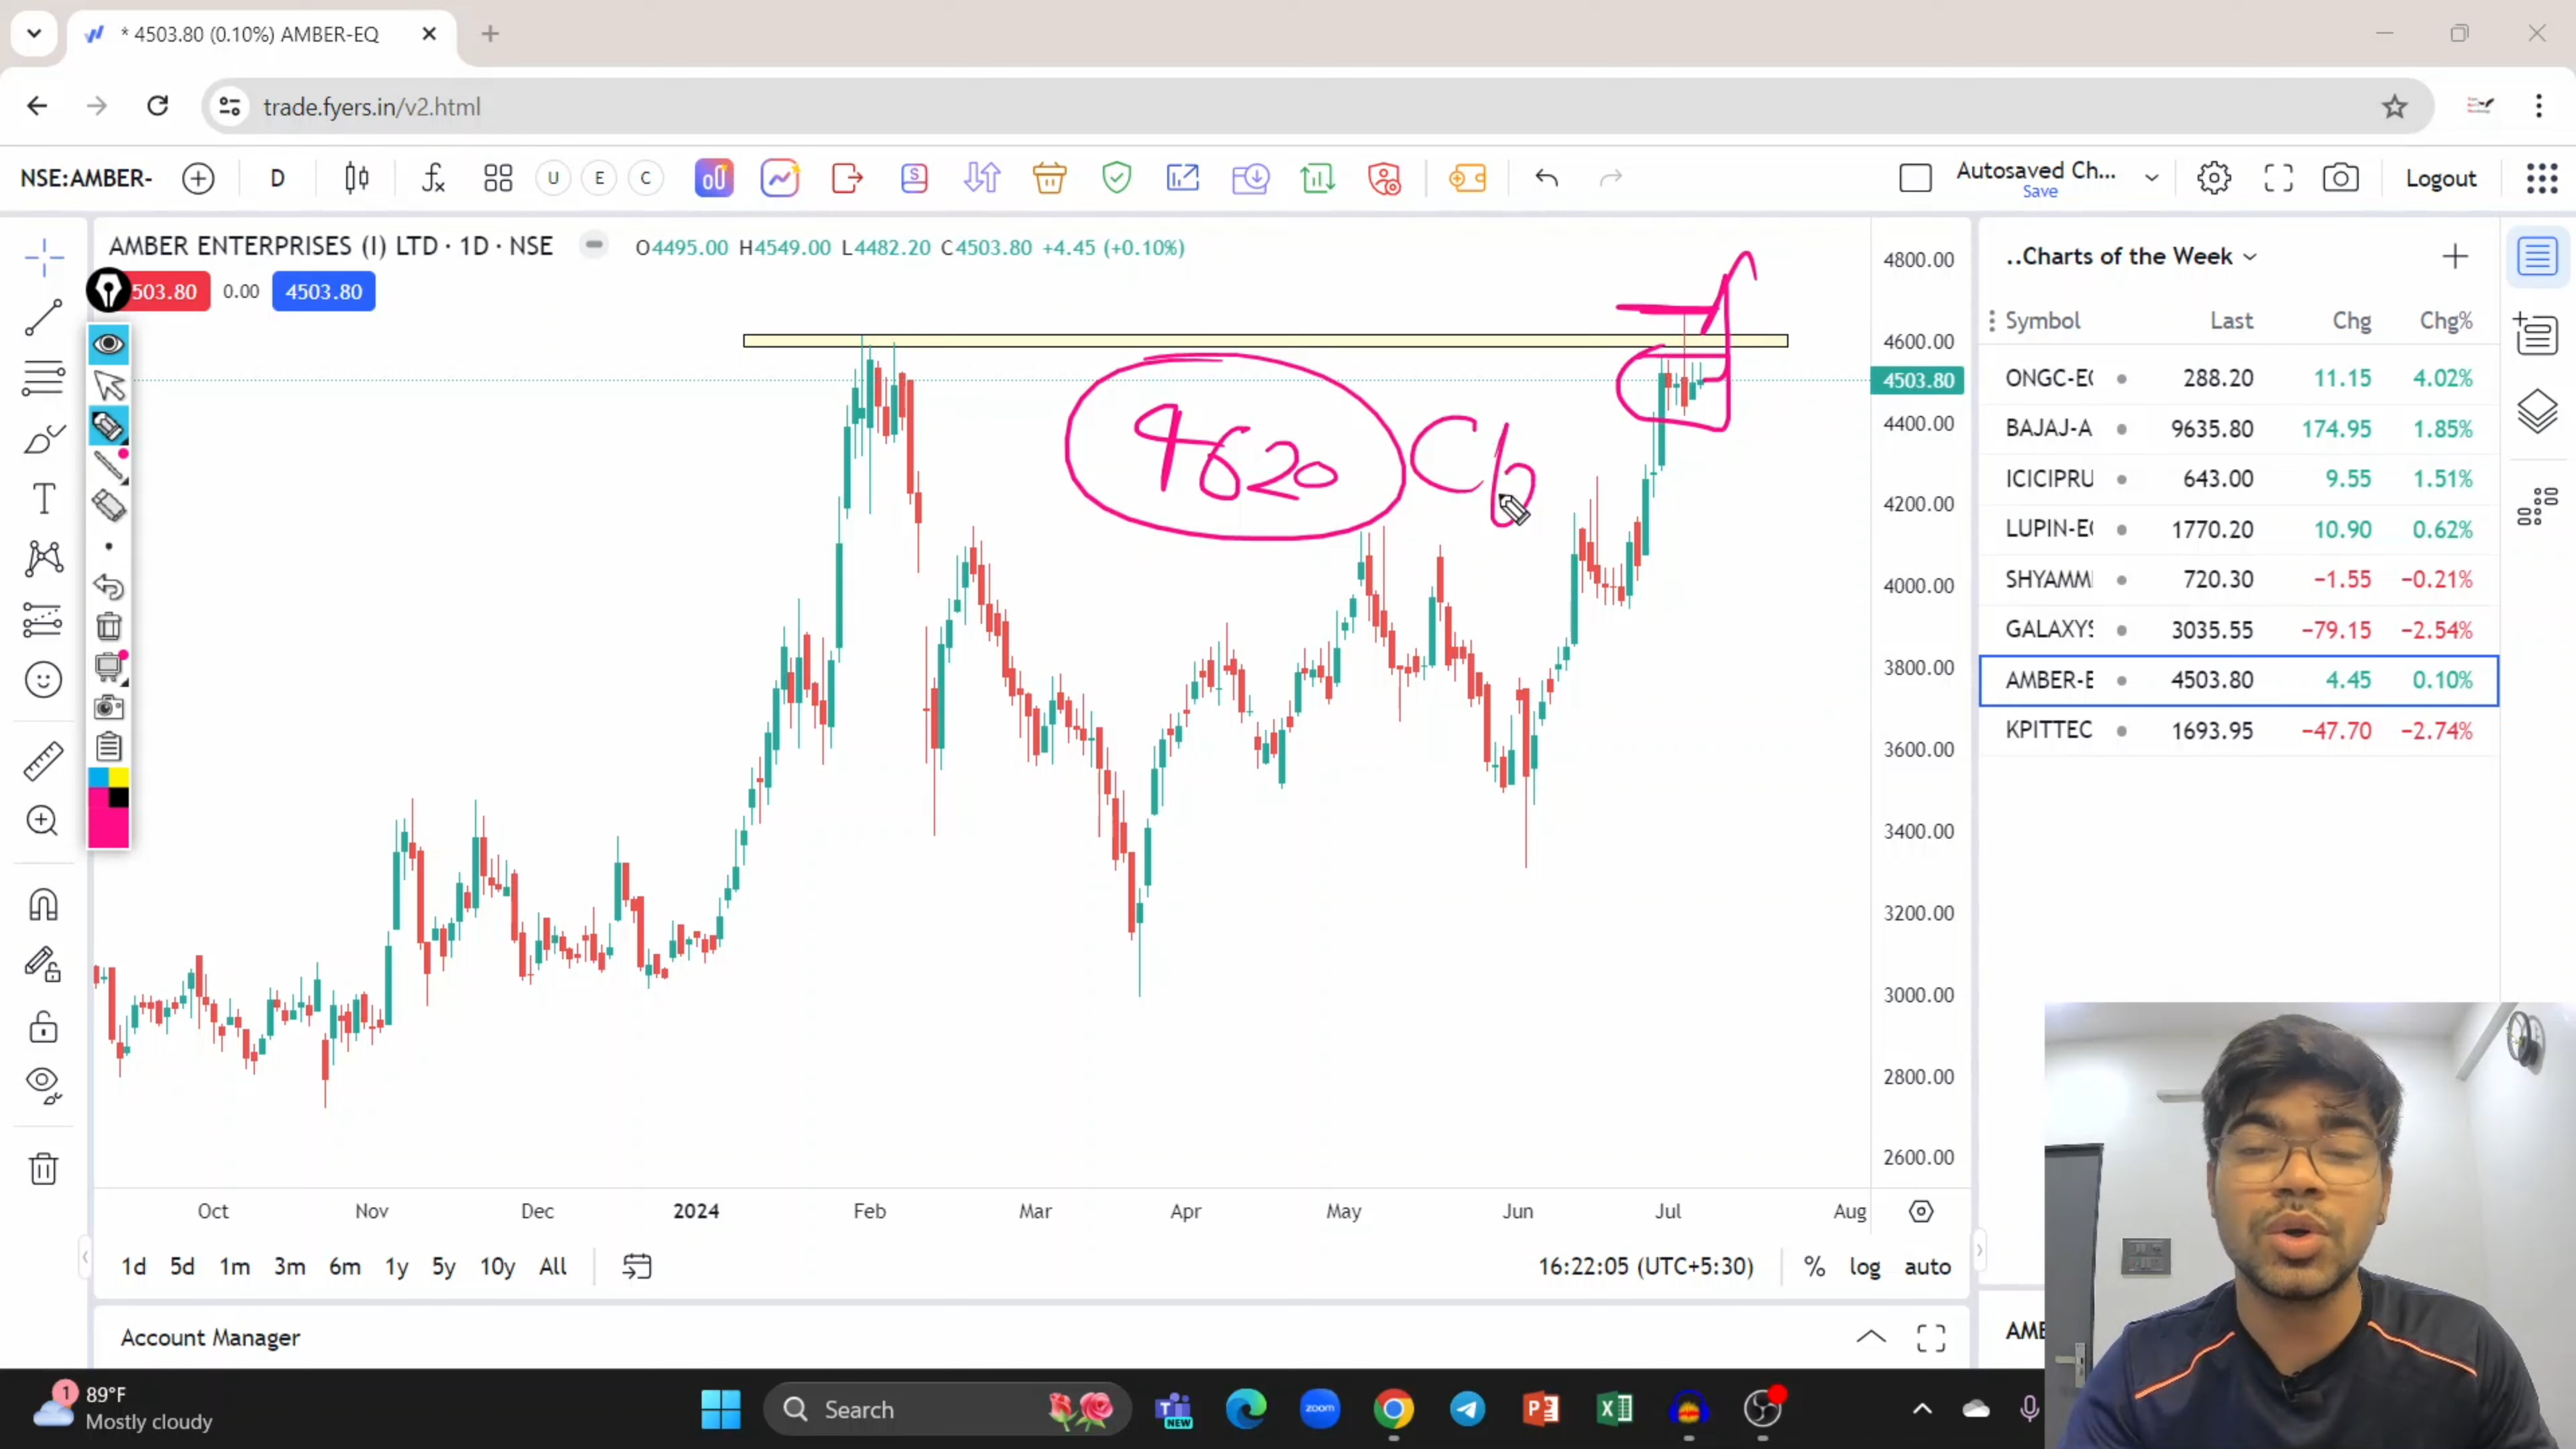 * 4503.80 (0.10%) AMBER-EQ
trade.fyers.in/v2.html
NSE:AMBER-
D
U
E
C
S
Autosaved Ch...
Save
Logout
AMBER ENTERPRISES (I) LTD · 1D · NSE
O4495.00 H4549.00 L4482.20 C4503.80 +4.45 (+0.10%)
503.80
0.00
4503.80
4620 Cb
4800.00
4600.00
4503.80
4400.00
4200.00
4000.00
3800.00
3600.00
3400.00
3200.00
3000.00
2800.00
2600.00
Oct Nov Dec 2024 Feb Mar Apr May Jun Jul Aug
1d 5d 1m 3m 6m 1y 5y 10y All
16:22:05 (UTC+5:30) % log auto
Account Manager
..Charts of the Week
Symbol Last Chg Chg%
ONGC-E 288.20 11.15 4.02%
BAJAJ-A 9635.80 174.95 1.85%
ICICIPRU 643.00 9.55 1.51%
LUPIN-E 1770.20 10.90 0.62%
SHYAMM 720.30 −1.55 −0.21%
GALAXYS 3035.55 −79.15 −2.54%
AMBER-E 4503.80 4.45 0.10%
KPITTEC 1693.95 −47.70 −2.74%
AME
1
89°F
Mostly cloudy
Search
NEW
zoom